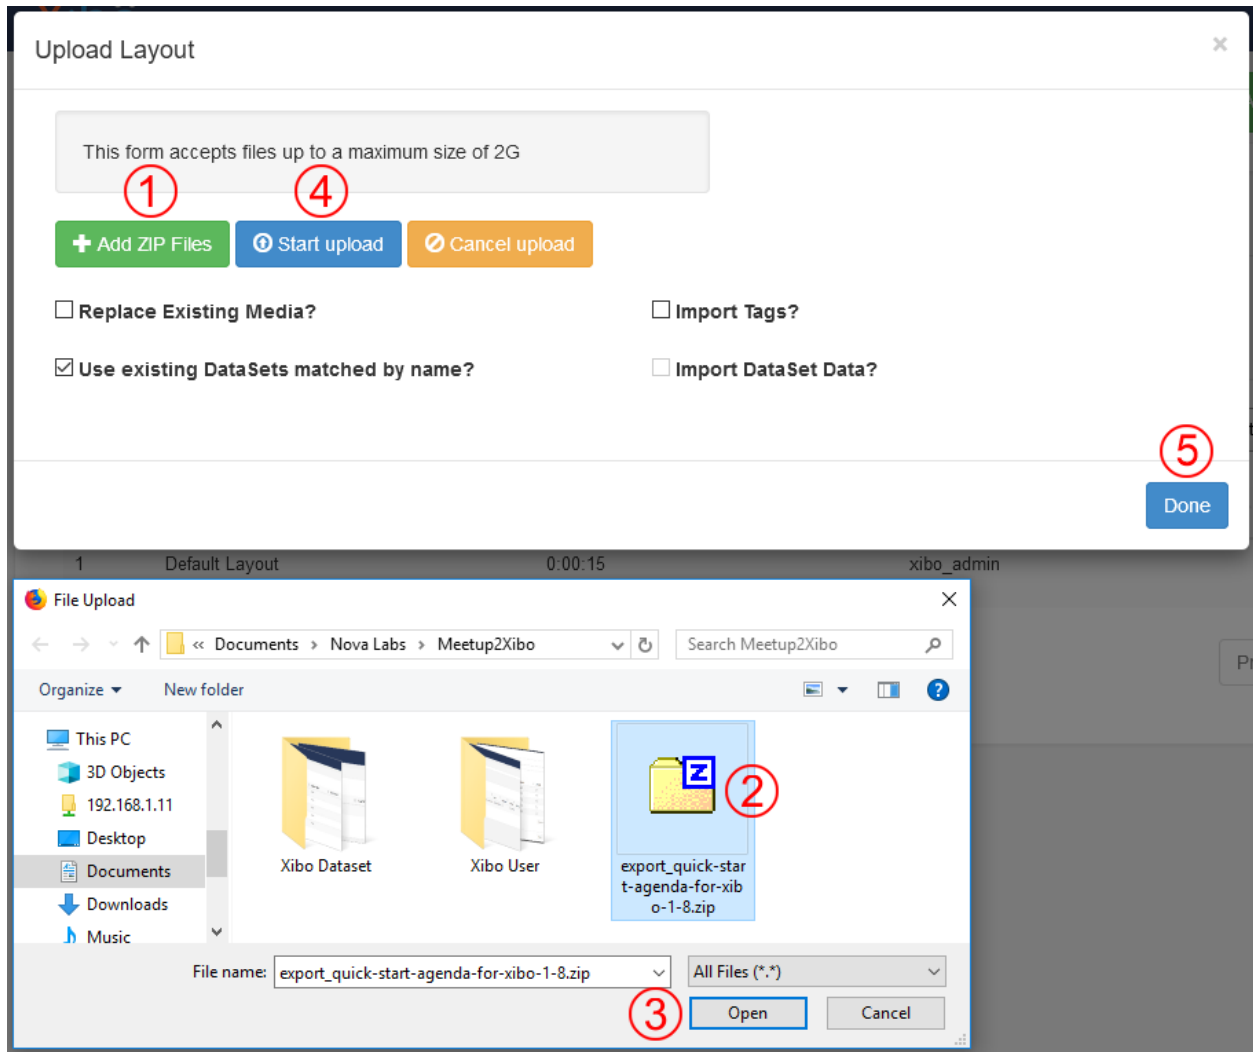 Upload Layout
×
This form accepts files up to a maximum size of 2G
1
4
Add ZIP Files
Start upload
Cancel upload
Replace Existing Media?
Import Tags?
Use existing DataSets matched by name?
Import DataSet Data?
5
Done
1 Default Layout 0:00:15 xibo_admin
File Upload
« Documents › Nova Labs › Meetup2Xibo
Search Meetup2Xibo
Organize
New folder
?
This PC
3D Objects
192.168.1.11
Desktop
Documents
Downloads
Music
Xibo Dataset
Xibo User
Z
2
export_quick-star
t-agenda-for-xib
o-1-8.zip
File name: export_quick-start-agenda-for-xibo-1-8.zip
All Files (*.*)
3
Open
Cancel